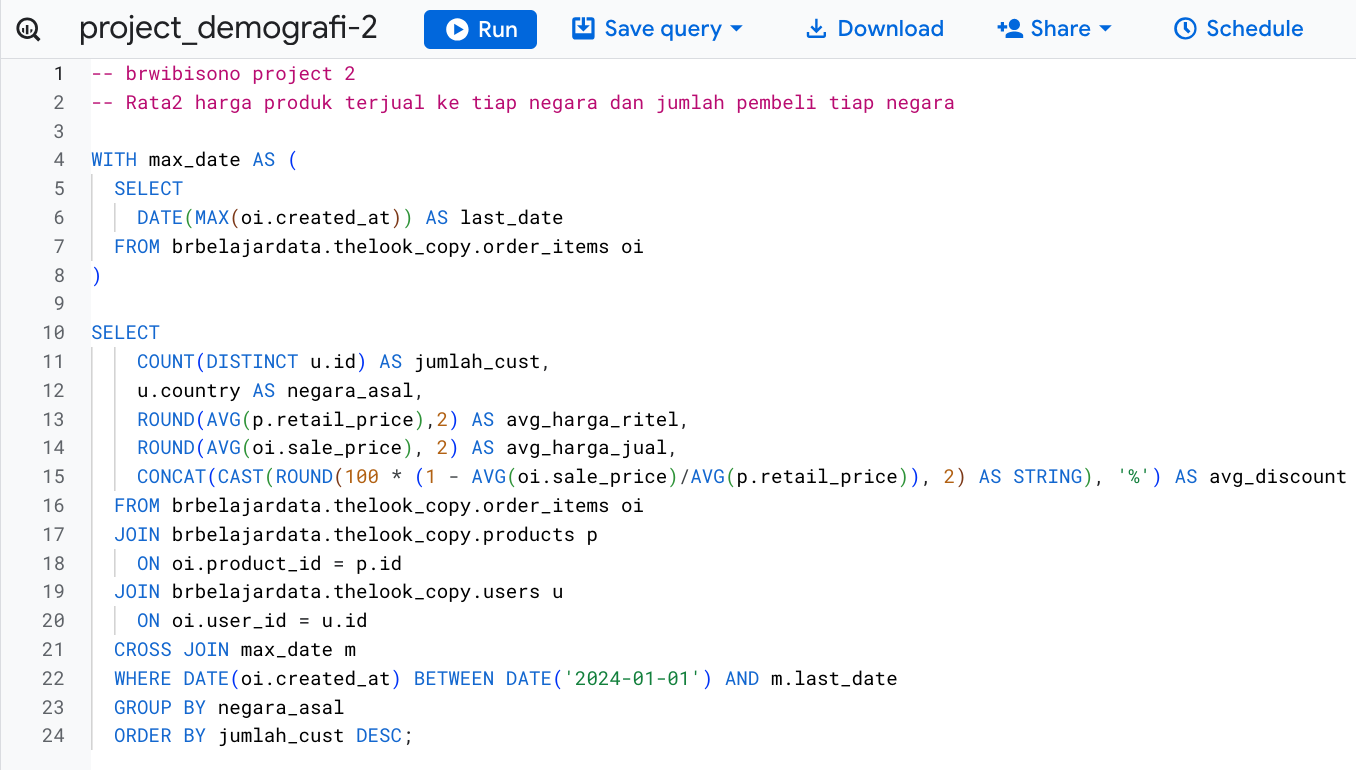 project_demografi-2 Run Save query Download Share Schedule
1 -- brwibisono project 2
2 -- Rata2 harga produk terjual ke tiap negara dan jumlah pembeli tiap negara
3
4 WITH max_date AS (
5 SELECT
6 DATE(MAX(oi.created_at)) AS last_date
7 FROM brbelajardata.thelook_copy.order_items oi
8 )
9
10 SELECT
11 COUNT(DISTINCT u.id) AS jumlah_cust,
12 u.country AS negara_asal,
13 ROUND(AVG(p.retail_price),2) AS avg_harga_ritel,
14 ROUND(AVG(oi.sale_price), 2) AS avg_harga_jual,
15 CONCAT(CAST(ROUND(100 * (1 - AVG(oi.sale_price)/AVG(p.retail_price)), 2) AS STRING), '%') AS avg_discount
16 FROM brbelajardata.thelook_copy.order_items oi
17 JOIN brbelajardata.thelook_copy.products p
18 ON oi.product_id = p.id
19 JOIN brbelajardata.thelook_copy.users u
20 ON oi.user_id = u.id
21 CROSS JOIN max_date m
22 WHERE DATE(oi.created_at) BETWEEN DATE('2024-01-01') AND m.last_date
23 GROUP BY negara_asal
24 ORDER BY jumlah_cust DESC;